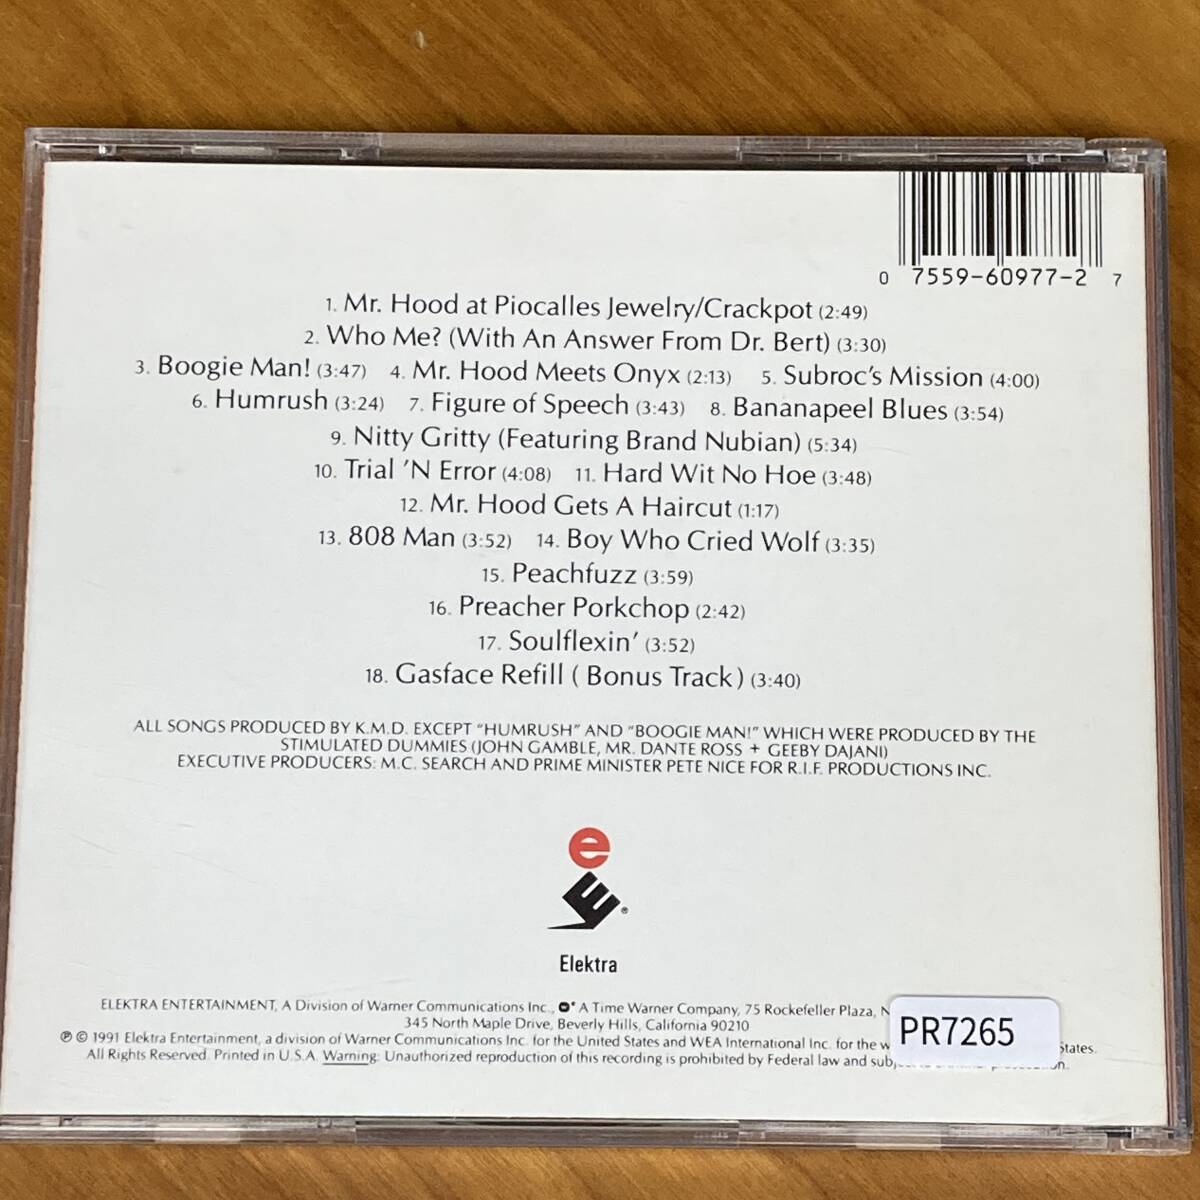 0 7559-60977-2 7
1. Mr. Hood at Piocalles Jewelry/Crackpot (2:49)
2. Who Me? (With An Answer From Dr. Bert) (3:30)
3. Boogie Man! (3:47) 4. Mr. Hood Meets Onyx (2:13) 5. Subroc's Mission (4:00)
6. Humrush (3:24) 7. Figure of Speech (3:43) 8. Bananapeel Blues (3:54)
9. Nitty Gritty (Featuring Brand Nubian) (5:34)
10. Trial 'N Error (4:08) 11. Hard Wit No Hoe (3:48)
12. Mr. Hood Gets A Haircut (1:17)
13. 808 Man (3:52) 14. Boy Who Cried Wolf (3:35)
15. Peachfuzz (3:59)
16. Preacher Porkchop (2:42)
17. Soulflexin' (3:52)
18. Gasface Refill ( Bonus Track) (3:40)
ALL SONGS PRODUCED BY K.M.D. EXCEPT "HUMRUSH" AND "BOOGIE MAN!" WHICH WERE PRODUCED BY THE
STIMULATED DUMMIES (JOHN GAMBLE, MR. DANTE ROSS + GEEBY DAJANI)
EXECUTIVE PRODUCERS: M.C. SEARCH AND PRIME MINISTER PETE NICE FOR R.I.F. PRODUCTIONS INC.
e
E ®
Elektra
ELEKTRA ENTERTAINMENT, A Division of Warner Communications Inc., A Time Warner Company, 75 Rockefeller Plaza, N
345 North Maple Drive, Beverly Hills, California 90210
℗ © 1991 Elektra Entertainment, a division of Warner Communications Inc. for the United States and WEA International Inc. for the w States.
All Rights Reserved. Printed in U.S.A. Warning: Unauthorized reproduction of this recording is prohibited by Federal law and
PR7265